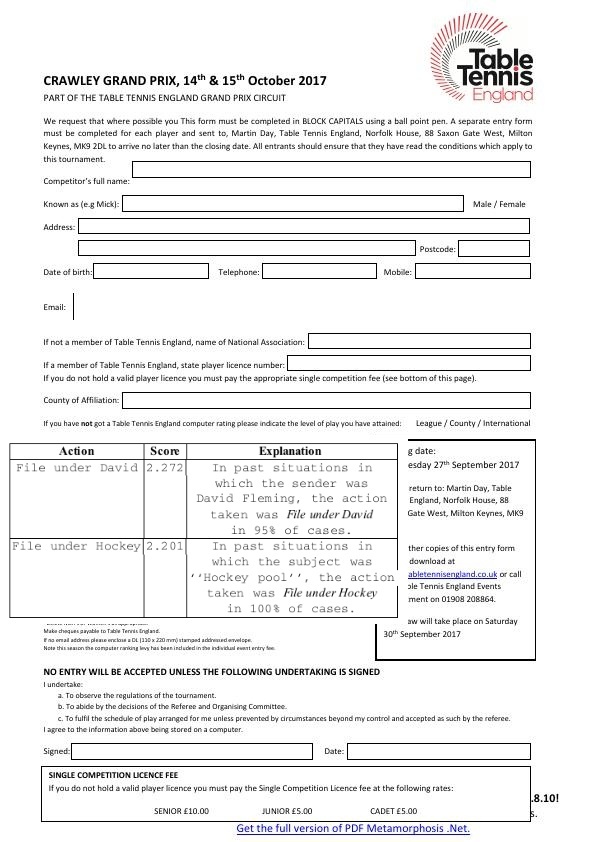 Table
Tennis
England
CRAWLEY GRAND PRIX, 14th & 15th October 2017
PART OF THE TABLE TENNIS ENGLAND GRAND PRIX CIRCUIT
We request that where possible you This form must be completed in BLOCK CAPITALS using a ball point pen. A separate entry form
must be completed for each player and sent to, Martin Day, Table Tennis England, Norfolk House, 88 Saxon Gate West, Milton
Keynes, MK9 2DL to arrive no later than the closing date. All entrants should ensure that they have read the conditions which apply to
this tournament.
Competitor's full name:
Known as (e.g Mick): Male / Female
Address:
Postcode:
Date of birth: Telephone: Mobile:
Email:
If not a member of Table Tennis England, name of National Association:
If a member of Table Tennis England, state player licence number:
If you do not hold a valid player licence you must pay the appropriate single competition fee (see bottom of this page).
County of Affiliation:
If you have not got a Table Tennis England computer rating please indicate the level of play you have attained: League / County / International
Action Score Explanation
File under David 2.272 In past situations in
which the sender was
David Fleming, the action
taken was File under David
in 95% of cases.
File under Hockey 2.201 In past situations in
which the subject was
‘‘Hockey pool’’, the action
taken was File under Hockey
in 100% of cases.
g date:
esday 27th September 2017
return to: Martin Day, Table
England, Norfolk House, 88
Gate West, Milton Keynes, MK9
ther copies of this entry form
download at
abletennisengland.co.uk or call
ble Tennis England Events
ment on 01908 208864.
aw will take place on Saturday
30th September 2017
Make cheques payable to Table Tennis England.
If no email address please enclose a DL (110 x 220 mm) stamped addressed envelope.
Note this season the computer ranking levy has been included in the individual event entry fee.
NO ENTRY WILL BE ACCEPTED UNLESS THE FOLLOWING UNDERTAKING IS SIGNED
I undertake:
a. To observe the regulations of the tournament.
b. To abide by the decisions of the Referee and Organising Committee.
c. To fulfil the schedule of play arranged for me unless prevented by circumstances beyond my control and accepted as such by the referee.
I agree to the information above being stored on a computer.
Signed: Date:
SINGLE COMPETITION LICENCE FEE
If you do not hold a valid player licence you must pay the Single Competition Licence fee at the following rates:
SENIOR £10.00 JUNIOR £5.00 CADET £5.00
.8.10!
s.
Get the full version of PDF Metamorphosis .Net.